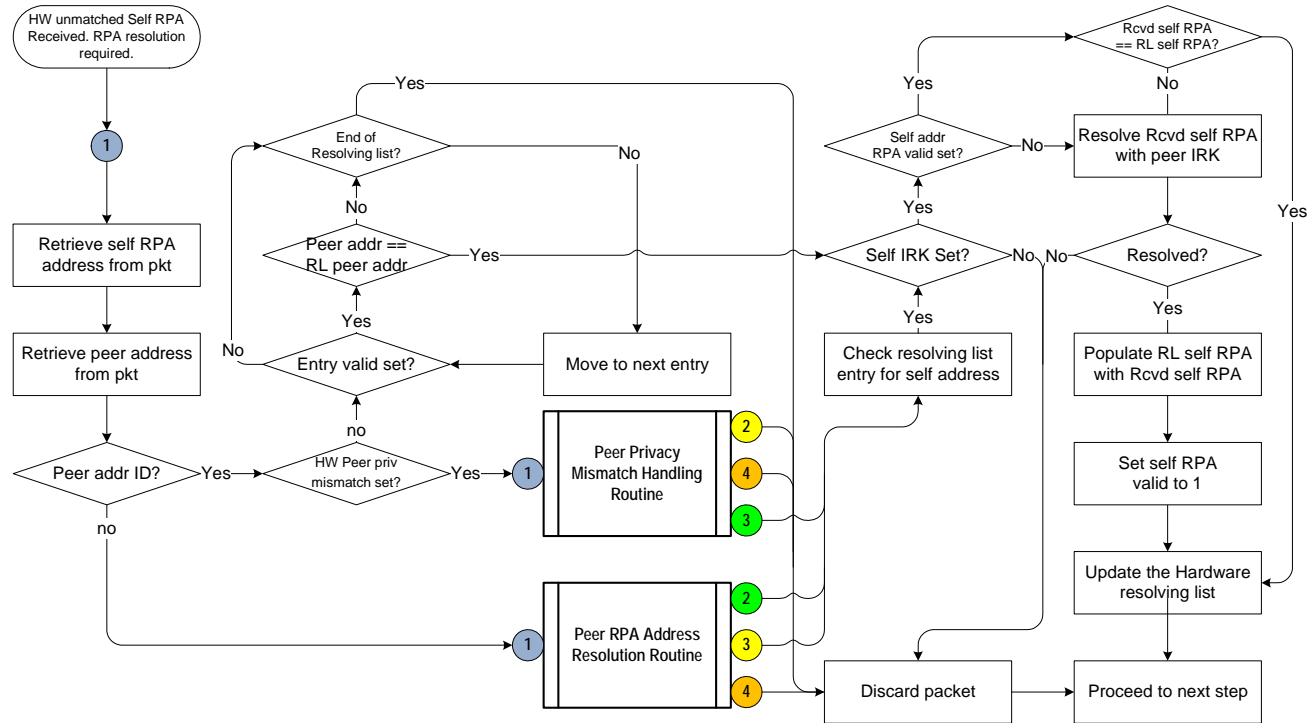 HW unmatched Self RPA
Received. RPA resolution
required.
1
Retrieve self RPA
address from pkt
Retrieve peer address
from pkt
Peer addr ID?
Yes
no
HW Peer priv
mismatch set?
Yes
no
Entry valid set?
No
Yes
Peer addr ==
RL peer addr
Yes
No
End of
Resolving list?
Yes
No
Move to next entry
1
Peer Privacy
Mismatch Handling
Routine
2
4
3
1
Peer RPA Address
Resolution Routine
2
3
4
Check resolving list
entry for self address
Yes
Self IRK Set?
No
Yes
Self addr
RPA valid set?
No
Yes
Rcvd self RPA
== RL self RPA?
No
Yes
Resolve Rcvd self RPA
with peer IRK
Resolved?
No
Yes
Populate RL self RPA
with Rcvd self RPA
Set self RPA
valid to 1
Update the Hardware
resolving list
Discard packet
Proceed to next step